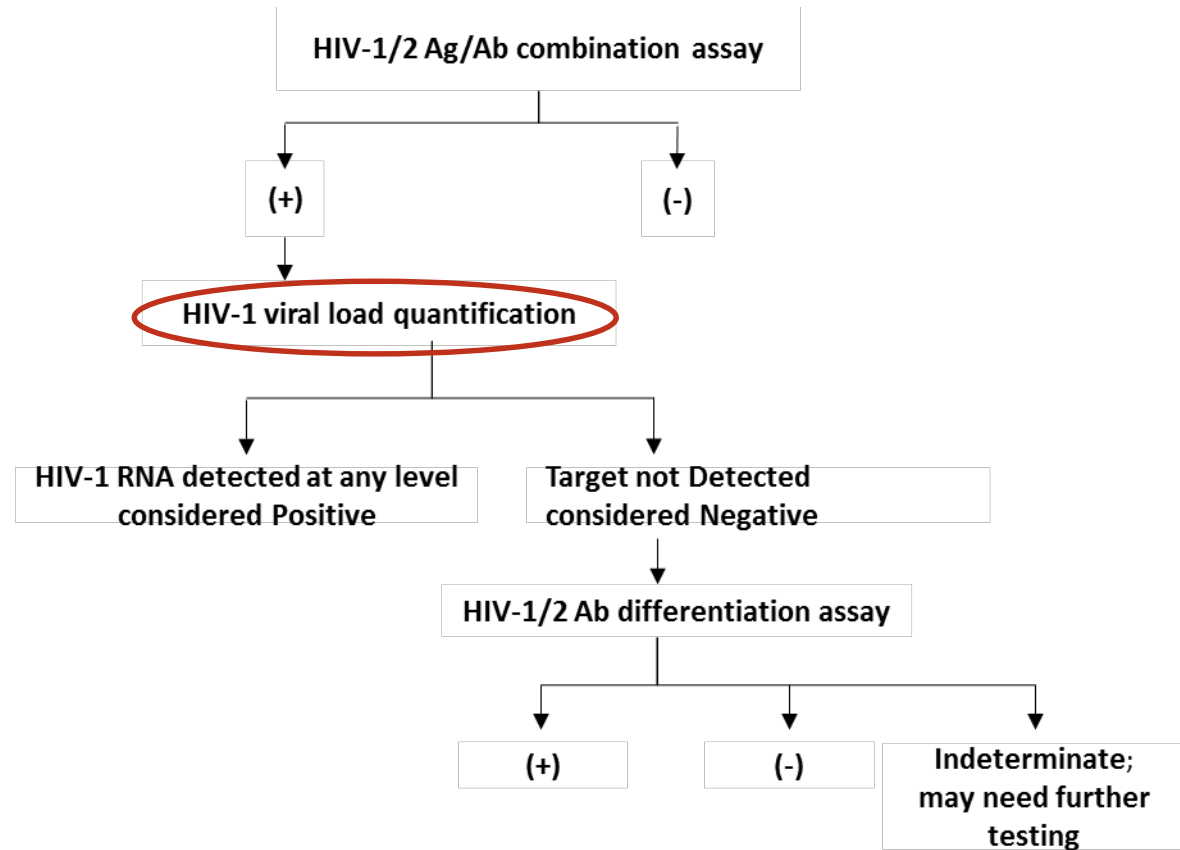 HIV-1/2 Ag/Ab combination assay
(+)
(-)
HIV-1 viral load quantification
HIV-1 RNA detected at any level
considered Positive
Target not Detected
considered Negative
HIV-1/2 Ab differentiation assay
(+)
(-)
Indeterminate;
may need further
testing